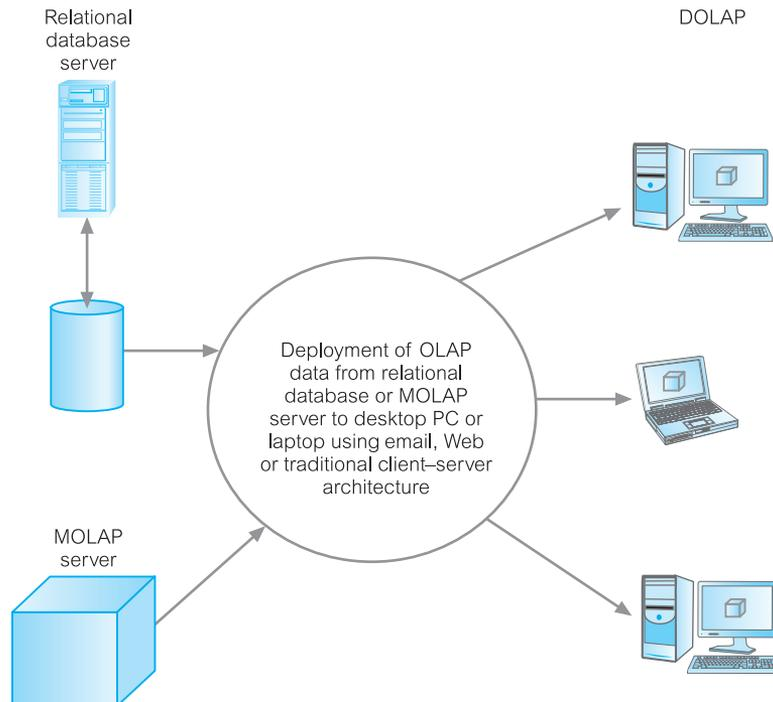 Relational
database
server
DOLAP
Deployment of OLAP
data from relational
database or MOLAP
server to desktop PC or
laptop using email, Web
or traditional client–server
architecture
MOLAP
server